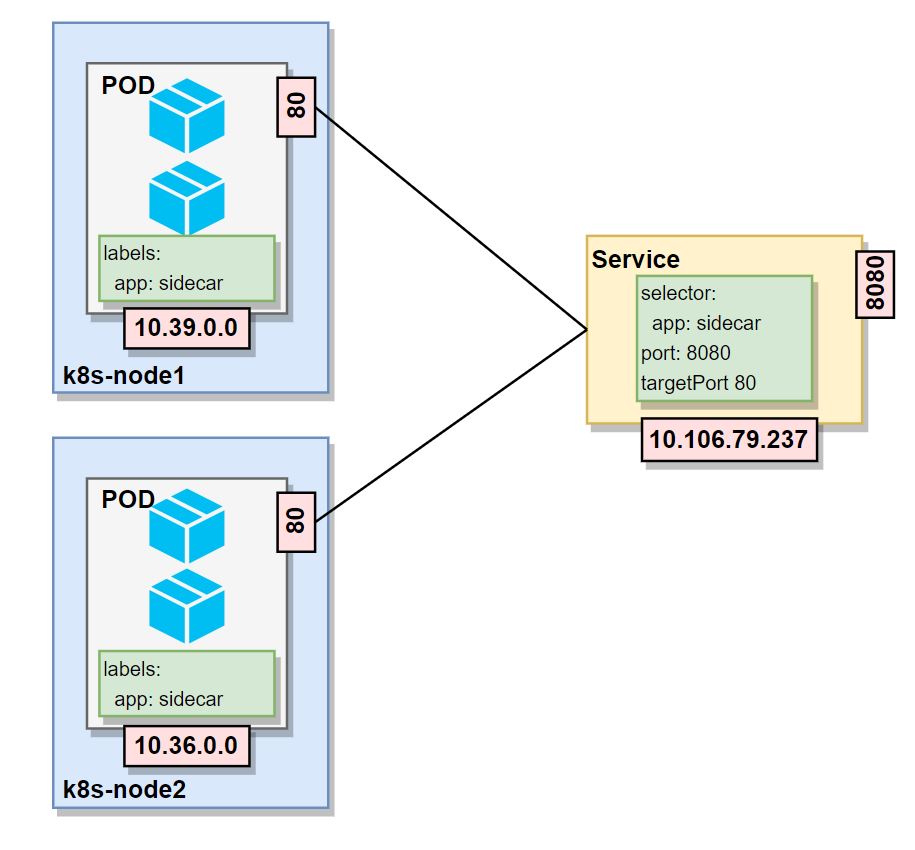 POD
80
labels:
app: sidecar
10.39.0.0
k8s-node1
POD
80
labels:
app: sidecar
10.36.0.0
k8s-node2
Service
8080
selector:
app: sidecar
port: 8080
targetPort 80
10.106.79.237